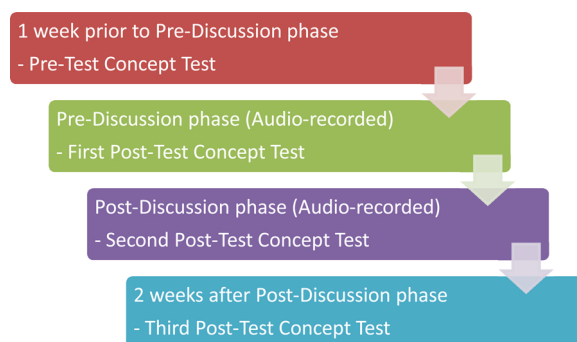 1 week prior to Pre-Discussion phase
- Pre-Test Concept Test
Pre-Discussion phase (Audio-recorded)
- First Post-Test Concept Test
Post-Discussion phase (Audio-recorded)
- Second Post-Test Concept Test
2 weeks after Post-Discussion phase
- Third Post-Test Concept Test